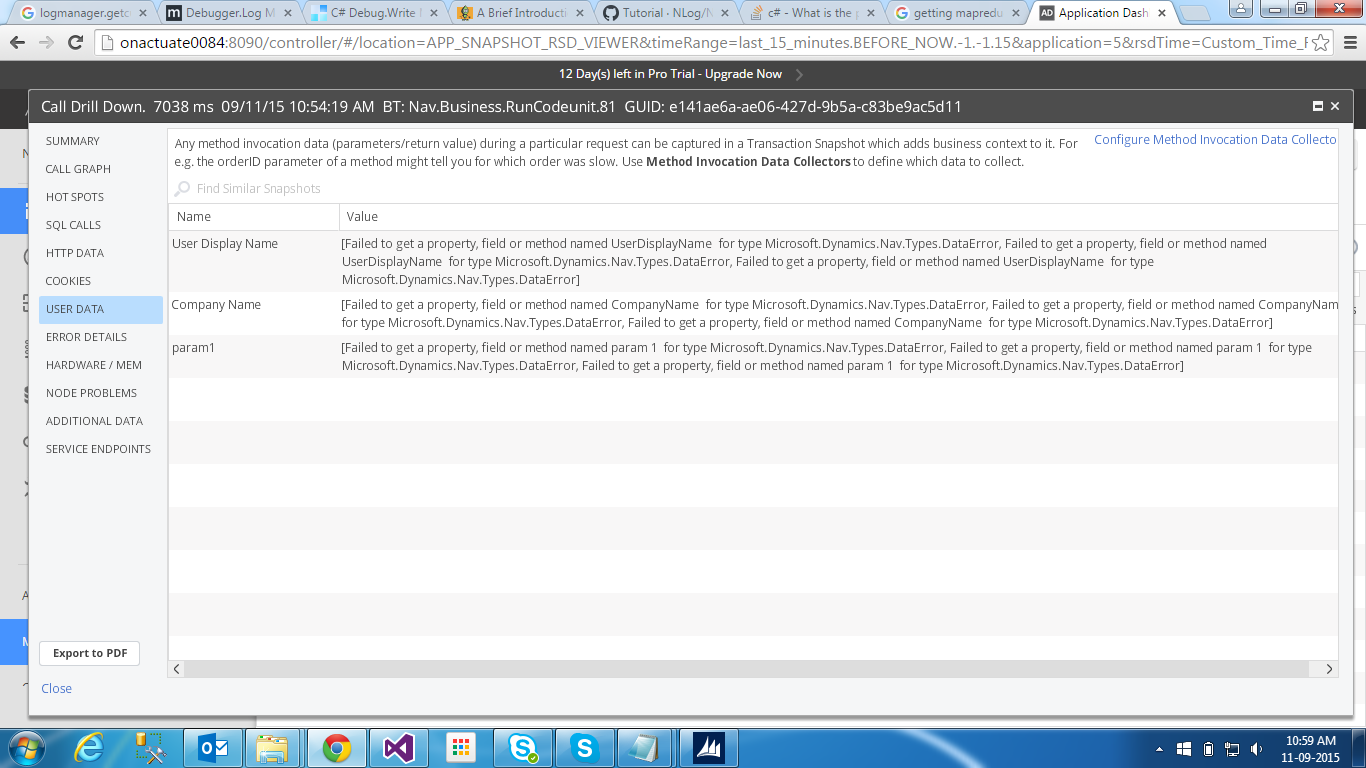 logmanager.getc
Debugger.Log M
C# Debug.Write
A Brief Introducti
Tutorial · NLog/N
c# - What is the p
getting mapredu
Application Dash
onactuate0084:8090/controller/#/location=APP_SNAPSHOT_RSD_VIEWER&timeRange=last_15_minutes.BEFORE_NOW.-1.-1.15&application=5&rsdTime=Custom_Time_R
12 Day(s) left in Pro Trial - Upgrade Now
Call Drill Down. 7038 ms 09/11/15 10:54:19 AM BT: Nav.Business.RunCodeunit.81 GUID: e141ae6a-ae06-427d-9b5a-c83be9ac5d11
SUMMARY
CALL GRAPH
HOT SPOTS
SQL CALLS
HTTP DATA
COOKIES
USER DATA
ERROR DETAILS
HARDWARE / MEM
NODE PROBLEMS
ADDITIONAL DATA
SERVICE ENDPOINTS
Export to PDF
Close
Any method invocation data (parameters/return value) during a particular request can be captured in a Transaction Snapshot which adds business context to it. For
e.g. the orderID parameter of a method might tell you for which order was slow. Use Method Invocation Data Collectors to define which data to collect.
Configure Method Invocation Data Collecto
Find Similar Snapshots
Name Value
User Display Name
[Failed to get a property, field or method named UserDisplayName for type Microsoft.Dynamics.Nav.Types.DataError, Failed to get a property, field or method named
UserDisplayName for type Microsoft.Dynamics.Nav.Types.DataError, Failed to get a property, field or method named UserDisplayName for type
Microsoft.Dynamics.Nav.Types.DataError]
Company Name
[Failed to get a property, field or method named CompanyName for type Microsoft.Dynamics.Nav.Types.DataError, Failed to get a property, field or method named CompanyNam
for type Microsoft.Dynamics.Nav.Types.DataError, Failed to get a property, field or method named CompanyName for type Microsoft.Dynamics.Nav.Types.DataError]
param1
[Failed to get a property, field or method named param 1 for type Microsoft.Dynamics.Nav.Types.DataError, Failed to get a property, field or method named param 1 for type
Microsoft.Dynamics.Nav.Types.DataError, Failed to get a property, field or method named param 1 for type Microsoft.Dynamics.Nav.Types.DataError]
10:59 AM
11-09-2015